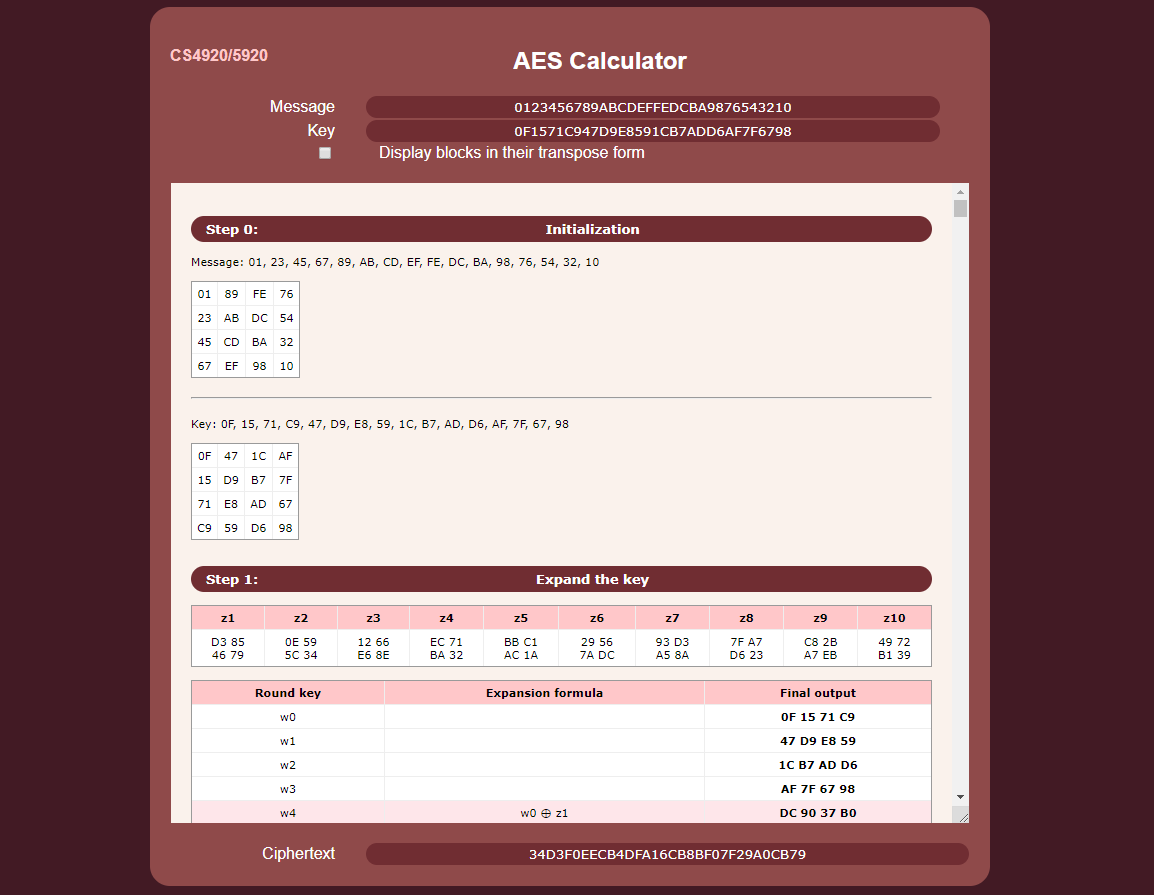 CS4920/5920
AES Calculator
Message 0123456789ABCDEFFEDCBA9876543210
Key 0F1571C947D9E8591CB7ADD6AF7F6798
Display blocks in their transpose form
Step 0: Initialization
Message: 01, 23, 45, 67, 89, AB, CD, EF, FE, DC, BA, 98, 76, 54, 32, 10
01 89 FE 76
23 AB DC 54
45 CD BA 32
67 EF 98 10
Key: 0F, 15, 71, C9, 47, D9, E8, 59, 1C, B7, AD, D6, AF, 7F, 67, 98
0F 47 1C AF
15 D9 B7 7F
71 E8 AD 67
C9 59 D6 98
Step 1: Expand the key
z1 z2 z3 z4 z5 z6 z7 z8 z9 z10
D3 85 0E 59 12 66 EC 71 BB C1 29 56 93 D3 7F A7 C8 2B 49 72
46 79 5C 34 E6 8E BA 32 AC 1A 7A DC A5 8A D6 23 A7 EB B1 39
Round key Expansion formula Final output
w0 0F 15 71 C9
w1 47 D9 E8 59
w2 1C B7 AD D6
w3 AF 7F 67 98
w4 w0 ⊕ z1 DC 90 37 B0
Ciphertext 34D3F0EECB4DFA16CB8BF07F29A0CB79